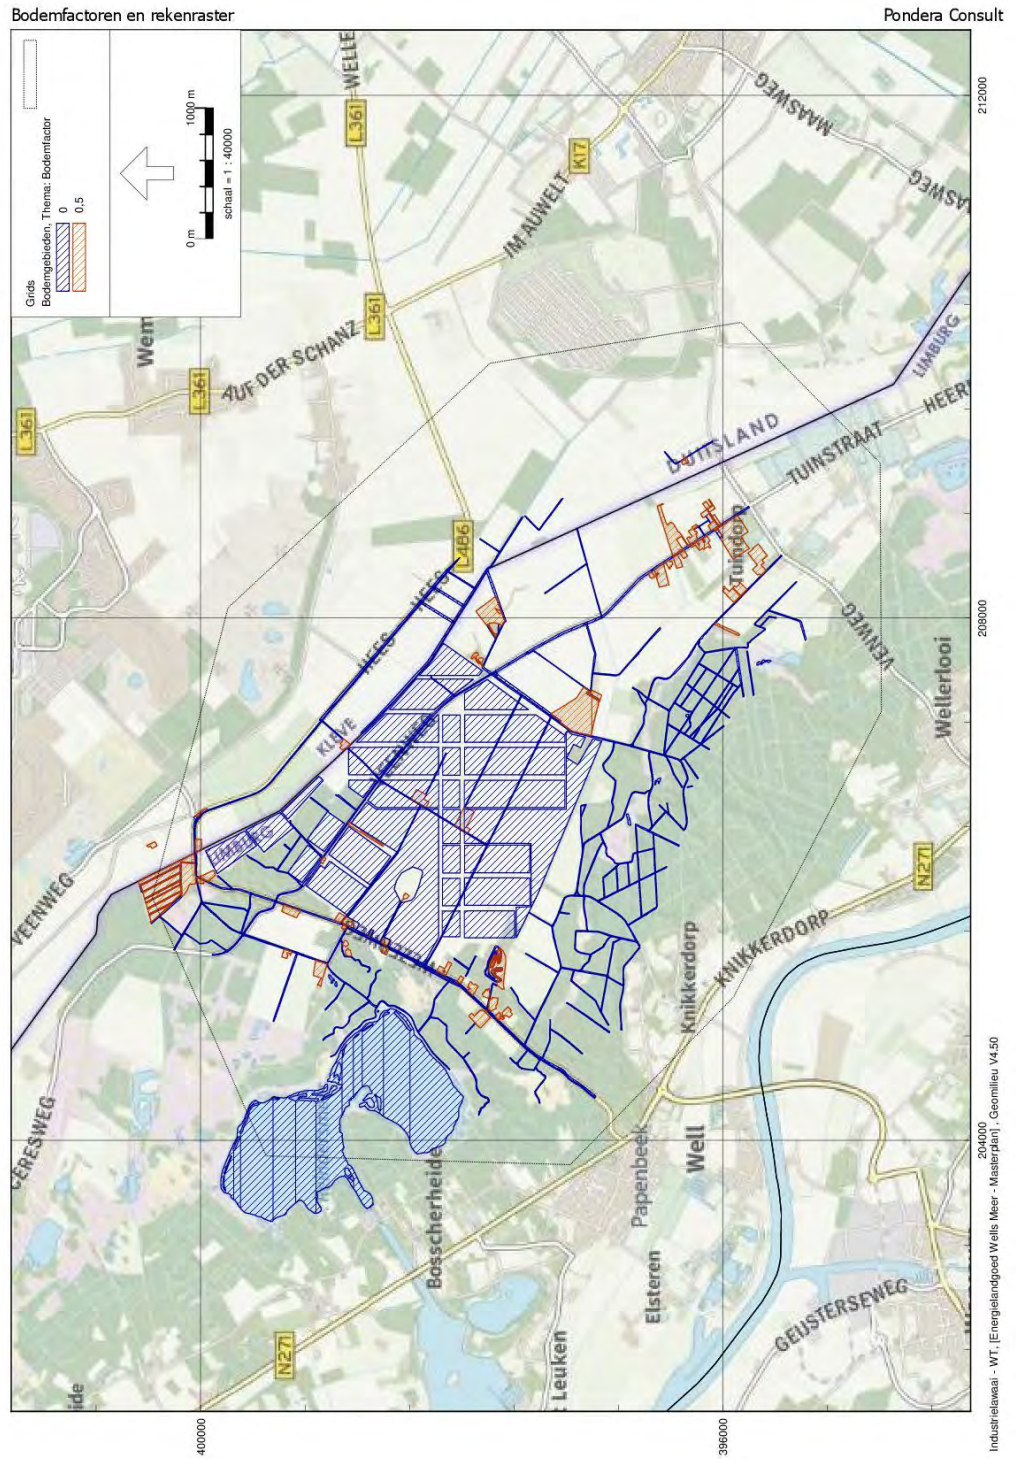 Bodemfactoren en rekenraster
Pondera Consult
Grids
Bodemgebieden, Thema: Bodemfactor
0
0,5
0 m
1000 m
schaal = 1 : 40000
WELLE
L361
K17
MAASWEG
MAASWEG
IM AUWELT
L361
Wem
AUF DER SCHANZ
L361
L361
LIMBURG
HEER
DUITSLAND
TUINSTRAAT
L486
Tuindorp
HEES
HEES
VENWEG
Wellerlooi
KLEVE
VEENWEG
LIMBURG
N271
VEENWEG
KNIKKERDORP
Knikkerdorp
CERESWEG
Well
Papenbeek
Bosscherheide
Elsteren
GEIJSTERSEWEG
N271
Leuken
ide
212000
208000
204000
400000
396000
Industrielawaai - WT, [Energielandgoed Wells Meer - Masterplan] , Geomilieu V4.50